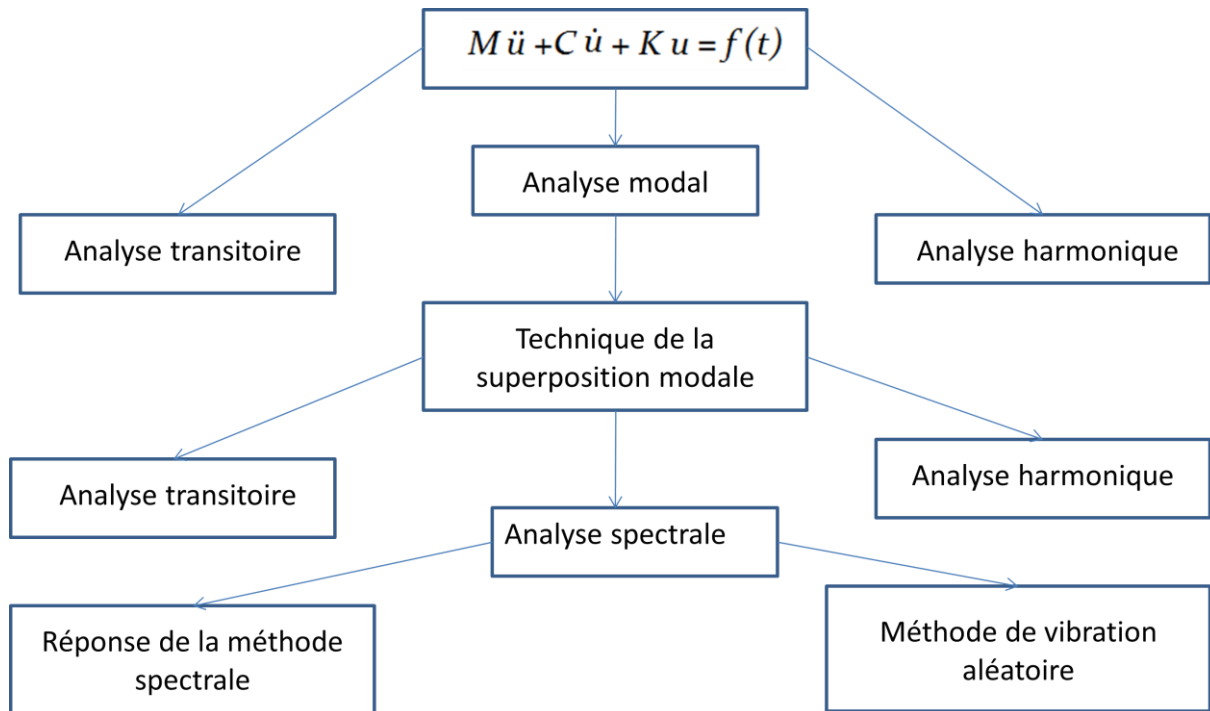 M ü + C u̇ + K u = f(t)
Analyse modal
Analyse transitoire
Analyse harmonique
Technique de la
superposition modale
Analyse transitoire
Analyse harmonique
Analyse spectrale
Réponse de la méthode
spectrale
Méthode de vibration
aléatoire